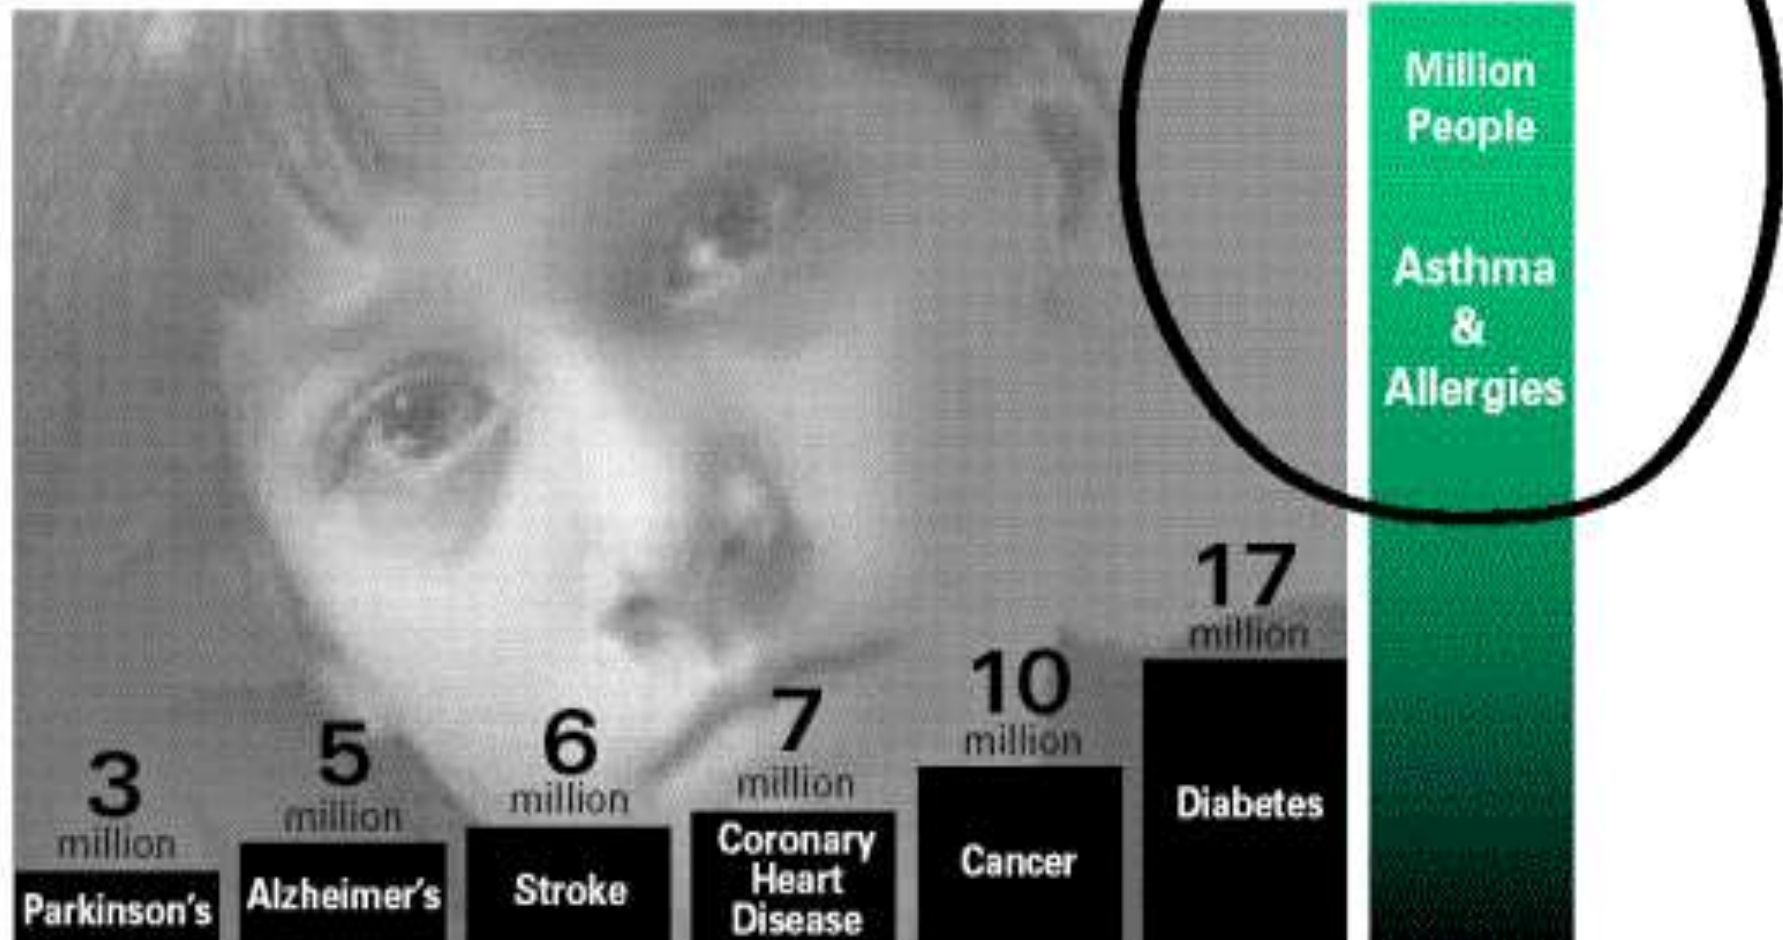 3
million
Parkinson's
5
million
Alzheimer's
6
million
Stroke
7
million
Coronary
Heart
Disease
10
million
Cancer
17
million
Diabetes
Million
People
Asthma
&
Allergies